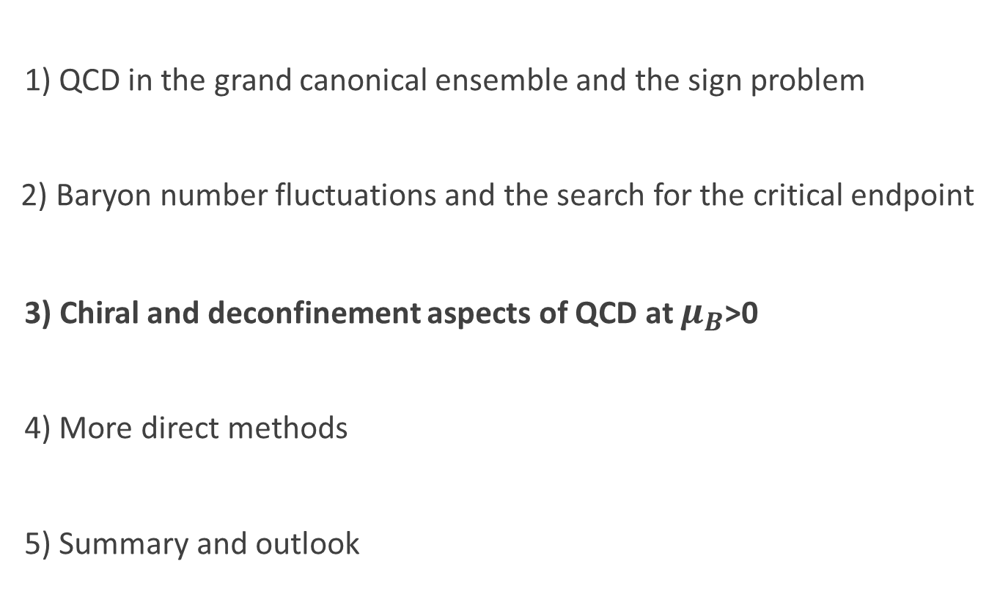 1) QCD in the grand canonical ensemble and the sign problem
2) Baryon number fluctuations and the search for the critical endpoint
3) Chiral and deconfinement aspects of QCD at μ_B>0
4) More direct methods
5) Summary and outlook